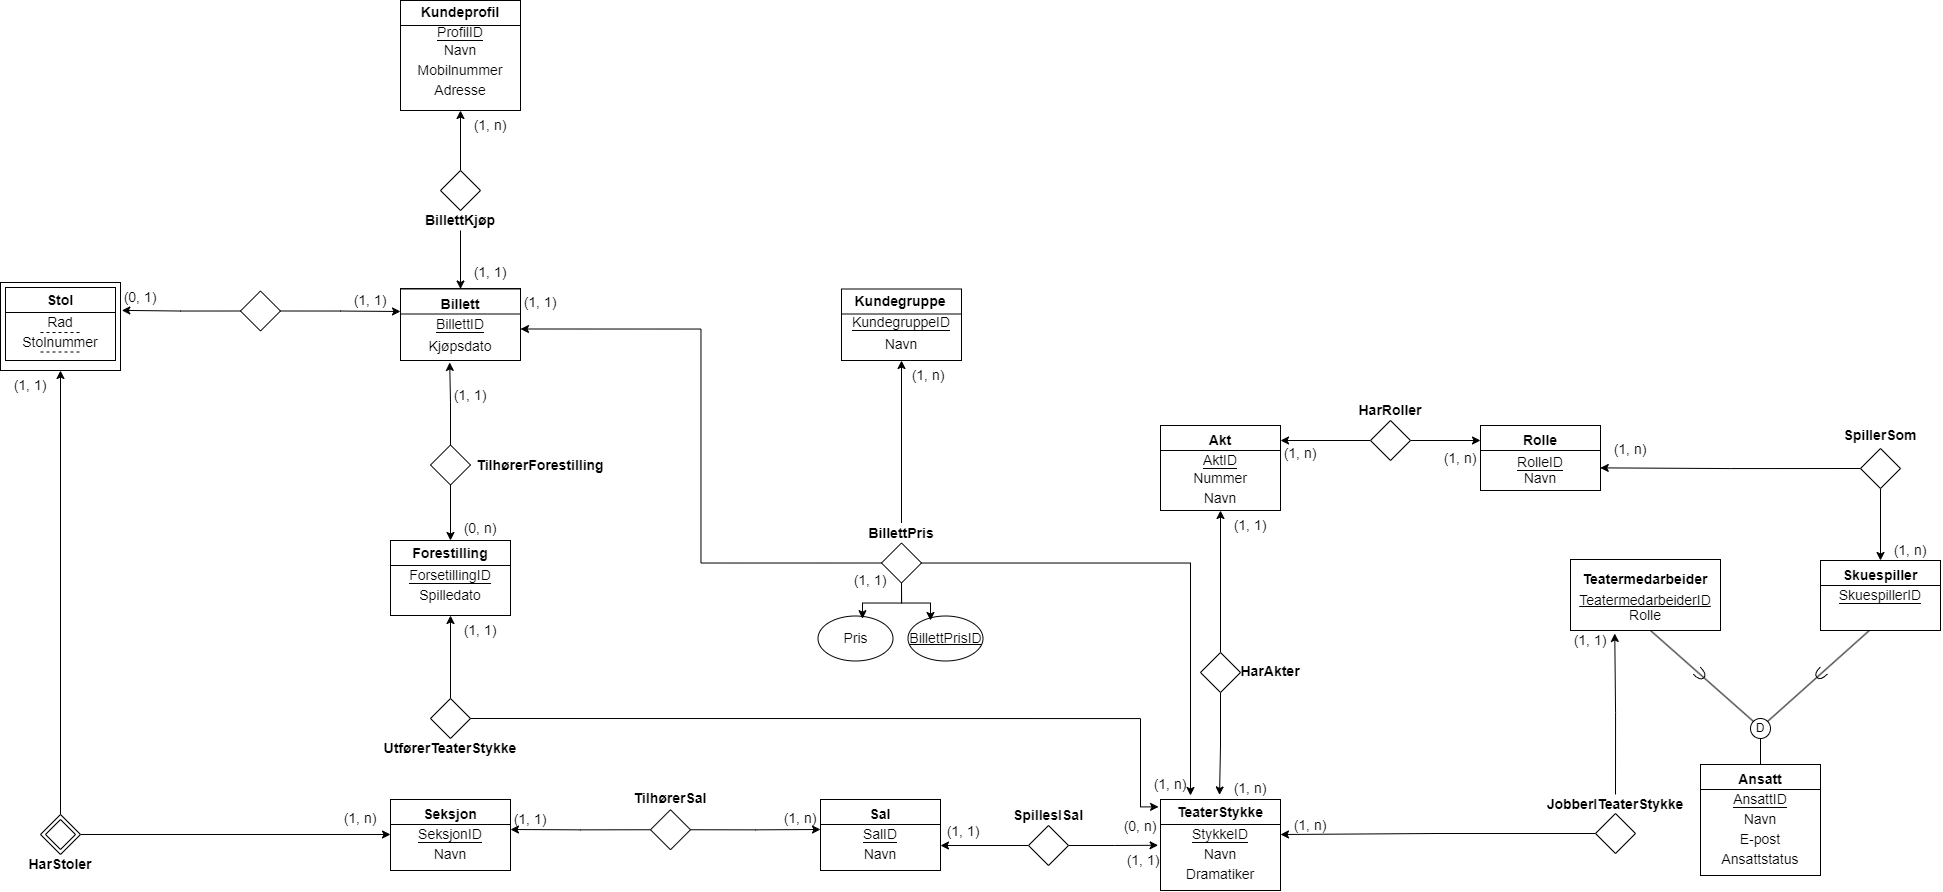 Kundeprofil
ProfilID
Navn
Mobilnummer
Adresse
(1, n)
BillettKjøp
(1, 1)
Stol
Rad
Stolnummer
(0, 1)
(1, 1)
(1, 1)
Billett
BillettID
Kjøpsdato
(1, 1)
(1, 1)
TilhørerForestilling
(0, n)
Kundegruppe
KundegruppeID
Navn
(1, n)
BillettPris
(1, 1)
Pris
BillettPrisID
Forestilling
ForsetillingID
Spilledato
(1, 1)
UtførerTeaterStykke
Akt
AktID
Nummer
Navn
(1, n)
HarRoller
(1, n)
Rolle
RolleID
Navn
(1, n)
SpillerSom
(1, n)
Skuespiller
SkuespillerID
(1, 1)
HarAkter
(1, n)
Teatermedarbeider
TeatermedarbeiderID
Rolle
(1, 1)
D
Ansatt
AnsattID
Navn
E-post
Ansattstatus
JobberITeaterStykke
(1, n)
HarStoler
(1, n)
Seksjon
SeksjonID
Navn
(1, 1)
TilhørerSal
(1, n)
Sal
SalID
Navn
(1, 1)
SpillesISal
(1, n)
(0, n)
(1, 1)
TeaterStykke
StykkeID
Navn
Dramatiker